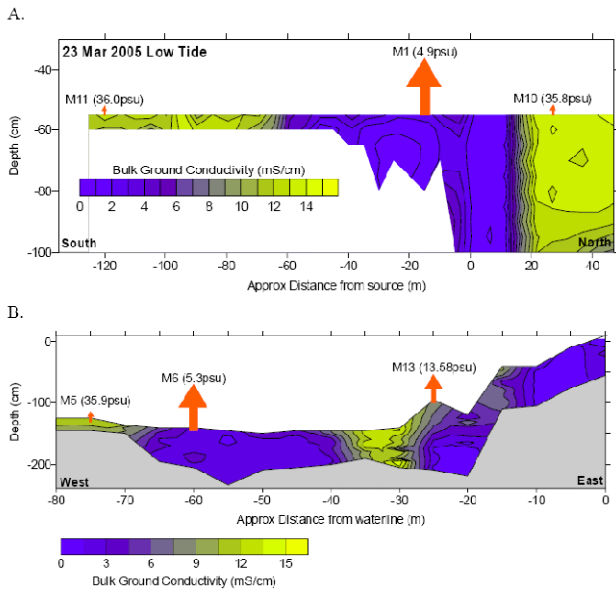 A.
23 Mar 2005 Low Tide
M1 (4.9psu)
M11 (36.0psu)
M10 (35.8psu)
-40
-60
-80
-100
Depth (cm)
Bulk Ground Conductivity (mS/cm)
0 2 4 6 8 10 12 14
South
North
-120 -100 -80 -60 -40 -20 0 20 40
Approx Distance from source (m)
B.
0
-100
-200
Depth (cm)
M5 (35.9psu)
M6 (5.3psu)
M13 (13.58psu)
West
East
-80 -70 -60 -50 -40 -30 -20 -10 0
Approx Distance from waterline (m)
0 3 6 9 12 15
Bulk Ground Conductivity (mS/cm)